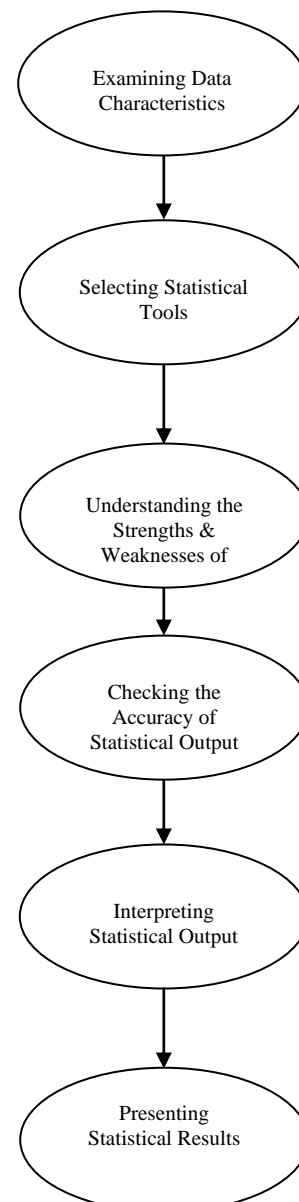 Examining Data
Characteristics
Selecting Statistical
Tools
Understanding the
Strengths &
Weaknesses of
Checking the
Accuracy of
Statistical Output
Interpreting
Statistical Output
Presenting
Statistical Results